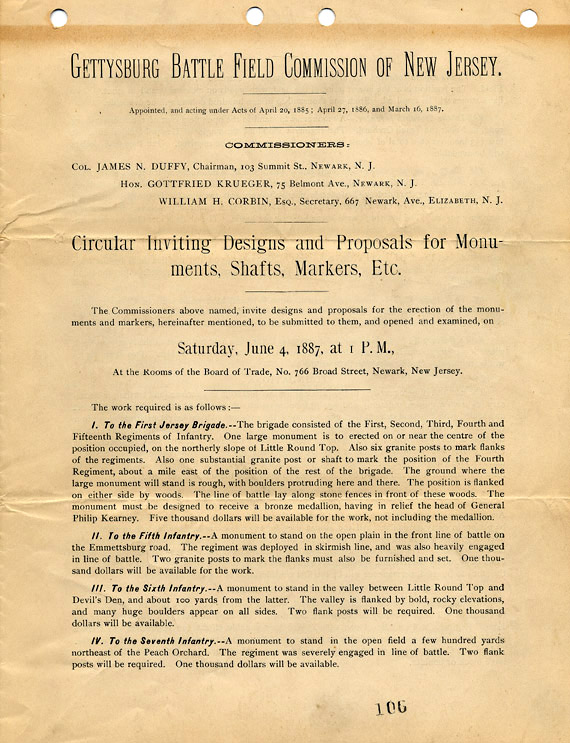 GETTYSBURG BATTLE FIELD COMMISSION OF NEW JERSEY.
Appointed, and acting under Acts of April 20, 1885; April 27, 1886, and March 16, 1887.
COMMISSIONERS:
COL. JAMES N. DUFFY, Chairman, 103 Summit St., NEWARK, N. J.
HON. GOTTFRIED KRUEGER, 75 Belmont Ave., NEWARK, N. J.
WILLIAM H. CORBIN, ESQ., Secretary, 667 Newark, Ave., ELIZABETH, N. J.
Circular Inviting Designs and Proposals for Monu-
ments, Shafts, Markers, Etc.
The Commissioners above named, invite designs and proposals for the erection of the monu-
ments and markers, hereinafter mentioned, to be submitted to them, and opened and examined, on
Saturday, June 4, 1887, at 1 P. M.,
At the Rooms of the Board of Trade, No. 766 Broad Street, Newark, New Jersey.
The work required is as follows:—
I. To the First Jersey Brigade.--The brigade consisted of the First, Second, Third, Fourth and
Fifteenth Regiments of Infantry. One large monument is to erected on or near the centre of the
position occupied, on the northerly slope of Little Round Top. Also six granite posts to mark flanks
of the regiments. Also one substantial granite post or shaft to mark the position of the Fourth
Regiment, about a mile east of the position of the rest of the brigade. The ground where the
large monument will stand is rough, with boulders protruding here and there. The position is flanked
on either side by woods. The line of battle lay along stone fences in front of these woods. The
monument must be designed to receive a bronze medallion, having in relief the head of General
Philip Kearney. Five thousand dollars will be available for the work, not including the medallion.
II. To the Fifth Infantry.--A monument to stand on the open plain in the front line of battle on
the Emmettsburg road. The regiment was deployed in skirmish line, and was also heavily engaged
in line of battle. Two granite posts to mark the flanks must also be furnished and set. One thou-
sand dollars will be available for the work.
III. To the Sixth Infantry.--A monument to stand in the valley between Little Round Top and
Devil's Den, and about 100 yards from the latter. The valley is flanked by bold, rocky elevations,
and many huge boulders appear on all sides. Two flank posts will be required. One thousand
dollars will be available.
IV. To the Seventh Infantry.--A monument to stand in the open field a few hundred yards
northeast of the Peach Orchard. The regiment was severely engaged in line of battle. Two flank
posts will be required. One thousand dollars will be available.
106